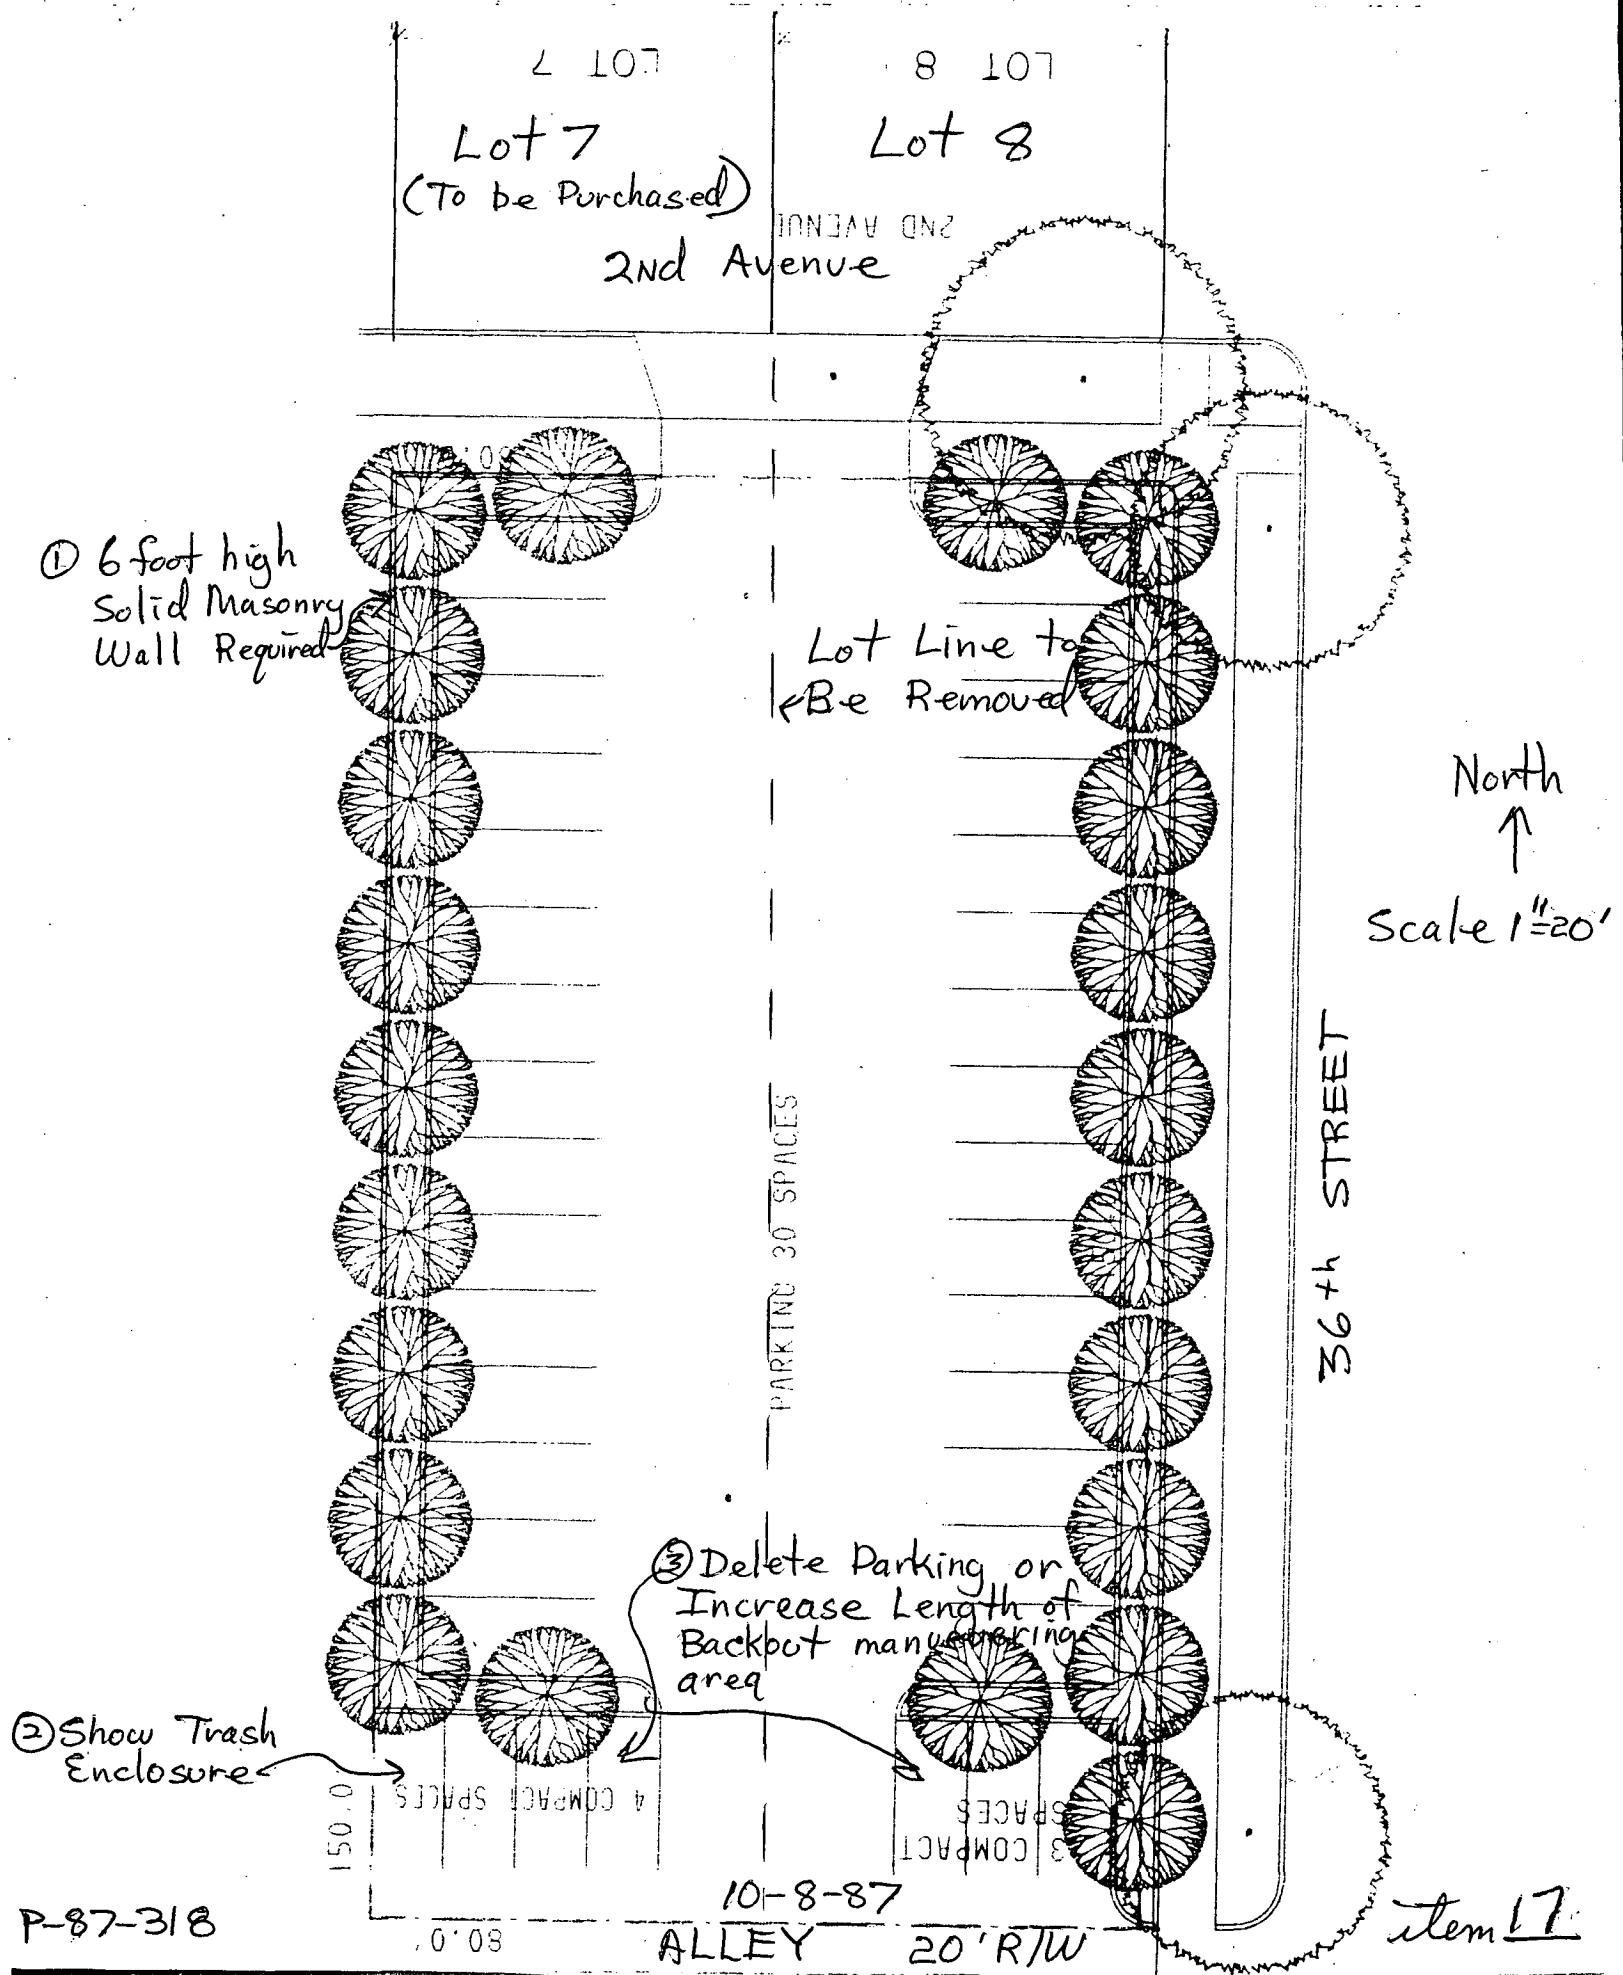 LOT 7
LOT 8
Lot 7
(To be Purchased)
Lot 8
2ND AVENUE
2Nd Avenue
80.0
① 6 foot high
Solid Masonry
Wall Required
Lot Line to
Be Removed
North
Scale 1"=20'
36th STREET
PARKING 30 SPACES
③ Delete Parking or
Increase Length of
Backout maneuvering
area
② Show Trash
Enclosure
4 COMPACT SPACES
3 COMPACT
SPACES
150.0
10-8-87
P-87-318
80.0'
ALLEY 20' R/W
item 17